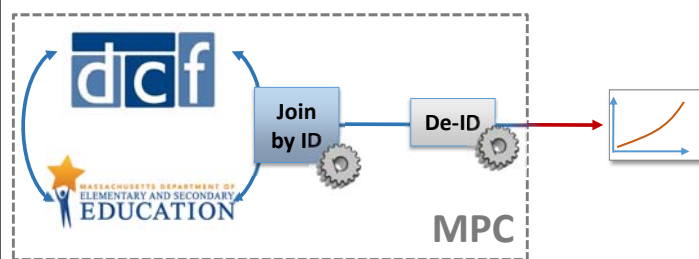 dcf
Join
by ID
De-ID
MASSACHUSETTS DEPARTMENT OF
ELEMENTARY AND SECONDARY
EDUCATION
MPC